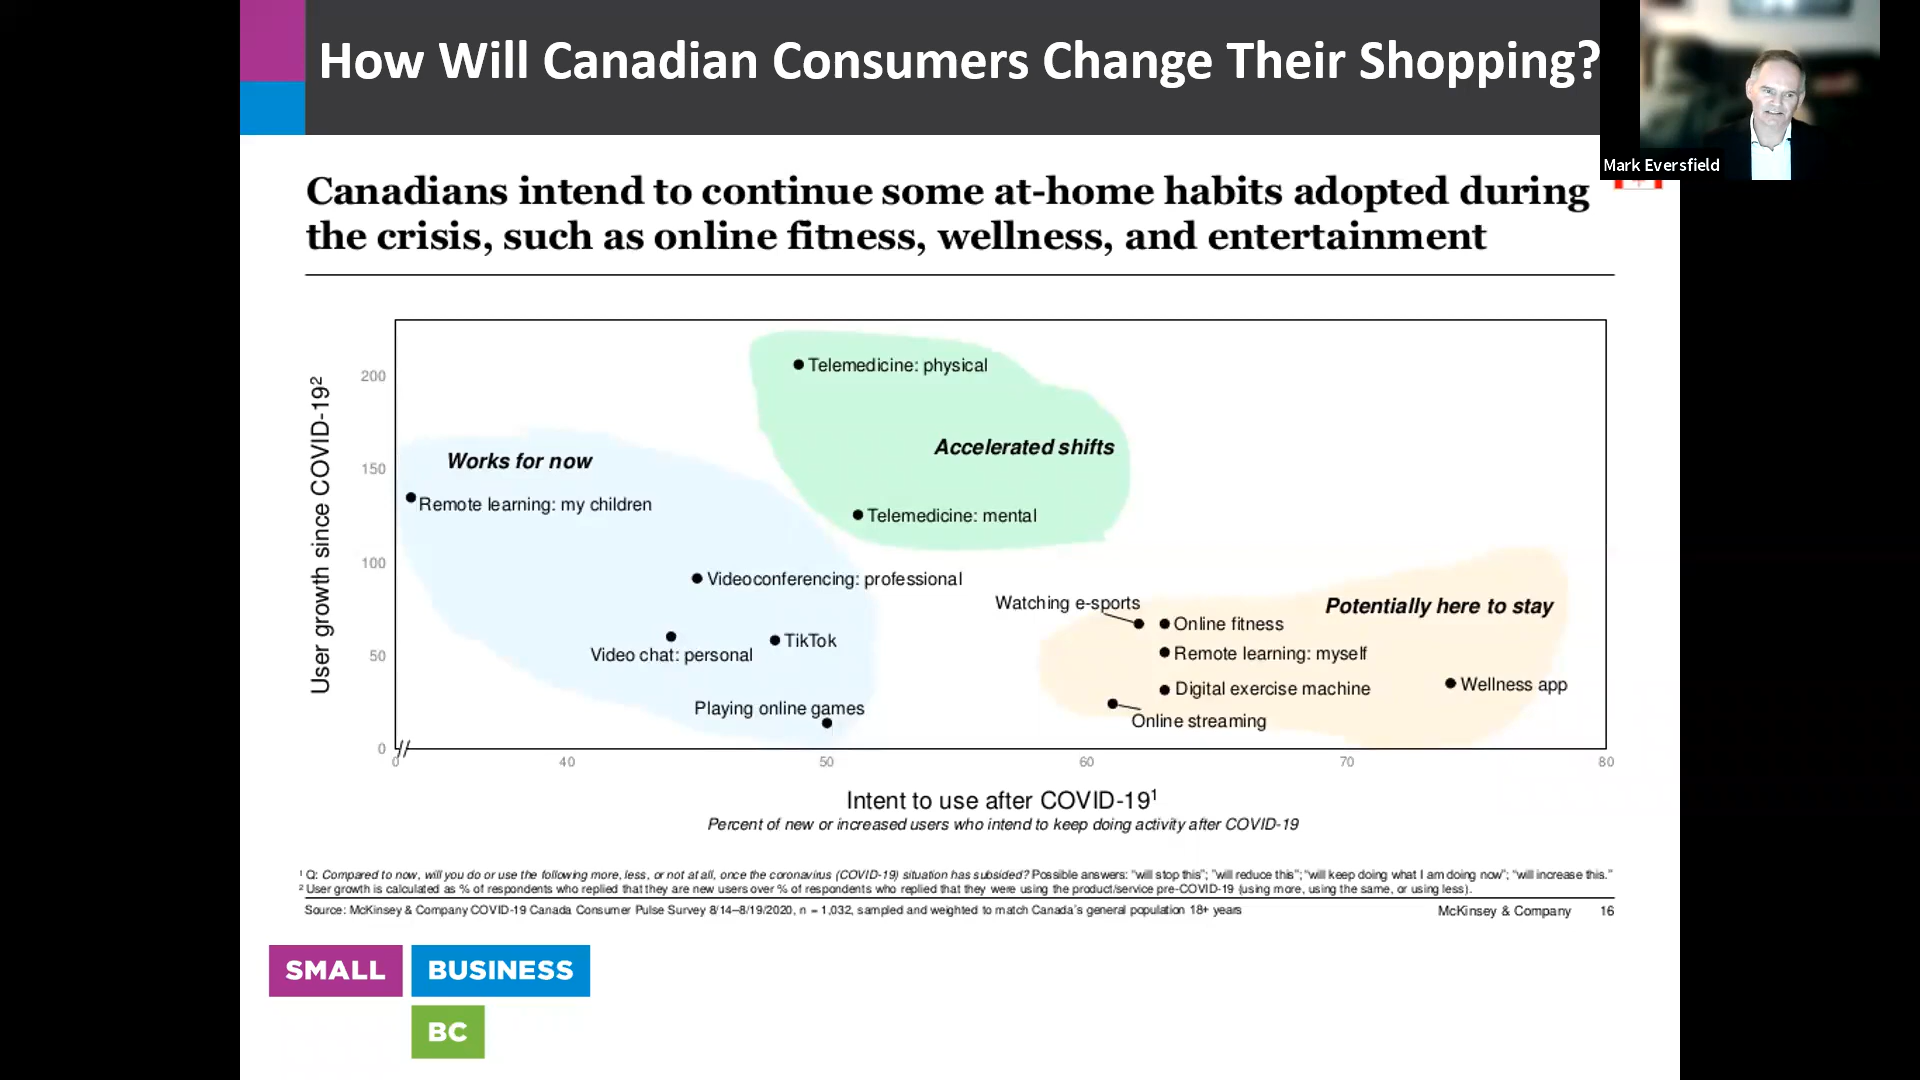 How Will Canadian Consumers Change Their Shopping?
Mark Eversfield
Canadians intend to continue some at-home habits adopted during
the crisis, such as online fitness, wellness, and entertainment
User growth since COVID-19²
200
150
100
50
0
Telemedicine: physical
Accelerated shifts
Works for now
Remote learning: my children
Telemedicine: mental
Videoconferencing: professional
Watching e-sports
Potentially here to stay
Online fitness
TikTok
Video chat: personal
Remote learning: myself
Digital exercise machine
Wellness app
Playing online games
Online streaming
0 40 50 60 70 80
Intent to use after COVID-19¹
Percent of new or increased users who intend to keep doing activity after COVID-19
¹ Q: Compared to now, will you do or use the following more, less, or not at all, once the coronavirus (COVID-19) situation has subsided? Possible answers: “will stop this”; “will reduce this”; “will keep doing what I am doing now”; “will increase this.”
² User growth is calculated as % of respondents who replied that they are new users over % of respondents who replied that they were using the product/service pre-COVID-19 (using more, using the same, or using less).
Source: McKinsey & Company COVID-19 Canada Consumer Pulse Survey 8/14–8/19/2020, n = 1,032, sampled and weighted to match Canada's general population 18+ years
McKinsey & Company 16
SMALL BUSINESS
BC